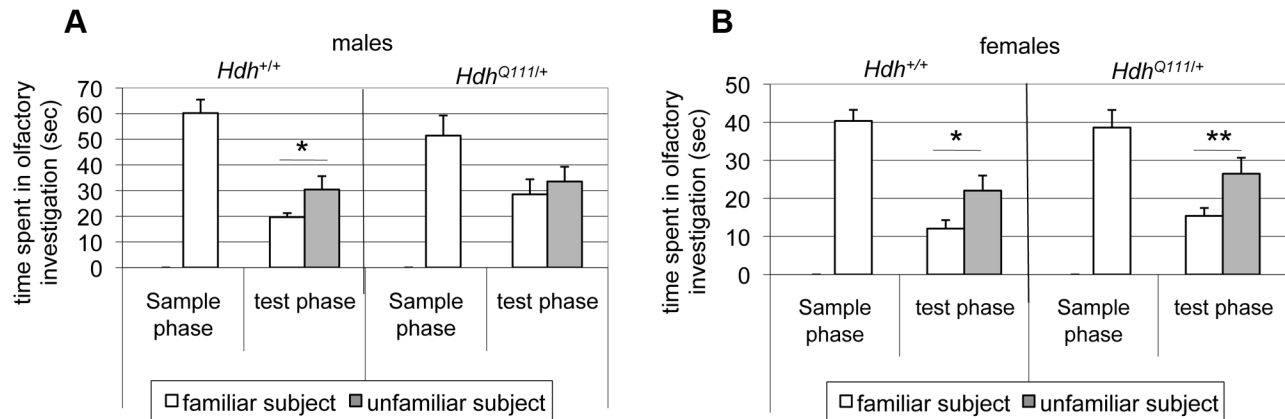 A
males
Hdh+/+
HdhQ111/+
time spent in olfactory
investigation (sec)
70
60
50
40
30
20
10
0
*
Sample
phase
test phase
Sample
phase
test phase
familiar subject
unfamiliar subject
B
females
Hdh+/+
HdhQ111/+
time spent in olfactory
investigation (sec)
50
40
30
20
10
0
*
**
Sample
phase
test phase
Sample
phase
test phase
familiar subject
unfamiliar subject